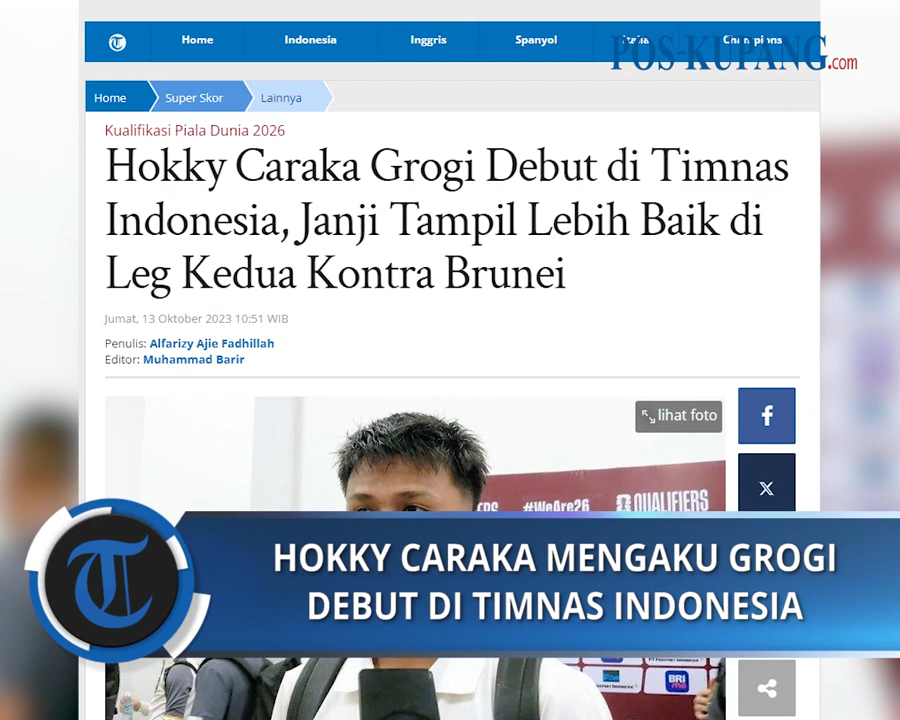 Home Indonesia Inggris Spanyol Italia Champions
POS-KUPANG.com
Home Super Skor Lainnya
Kualifikasi Piala Dunia 2026
Hokky Caraka Grogi Debut di Timnas
Indonesia, Janji Tampil Lebih Baik di
Leg Kedua Kontra Brunei
Jumat, 13 Oktober 2023 10:51 WIB
Penulis: Alfarizy Ajie Fadhillah
Editor: Muhammad Barir
lihat foto
#WeAre26
QUALIFIERS
HOKKY CARAKA MENGAKU GROGI
DEBUT DI TIMNAS INDONESIA
BRI